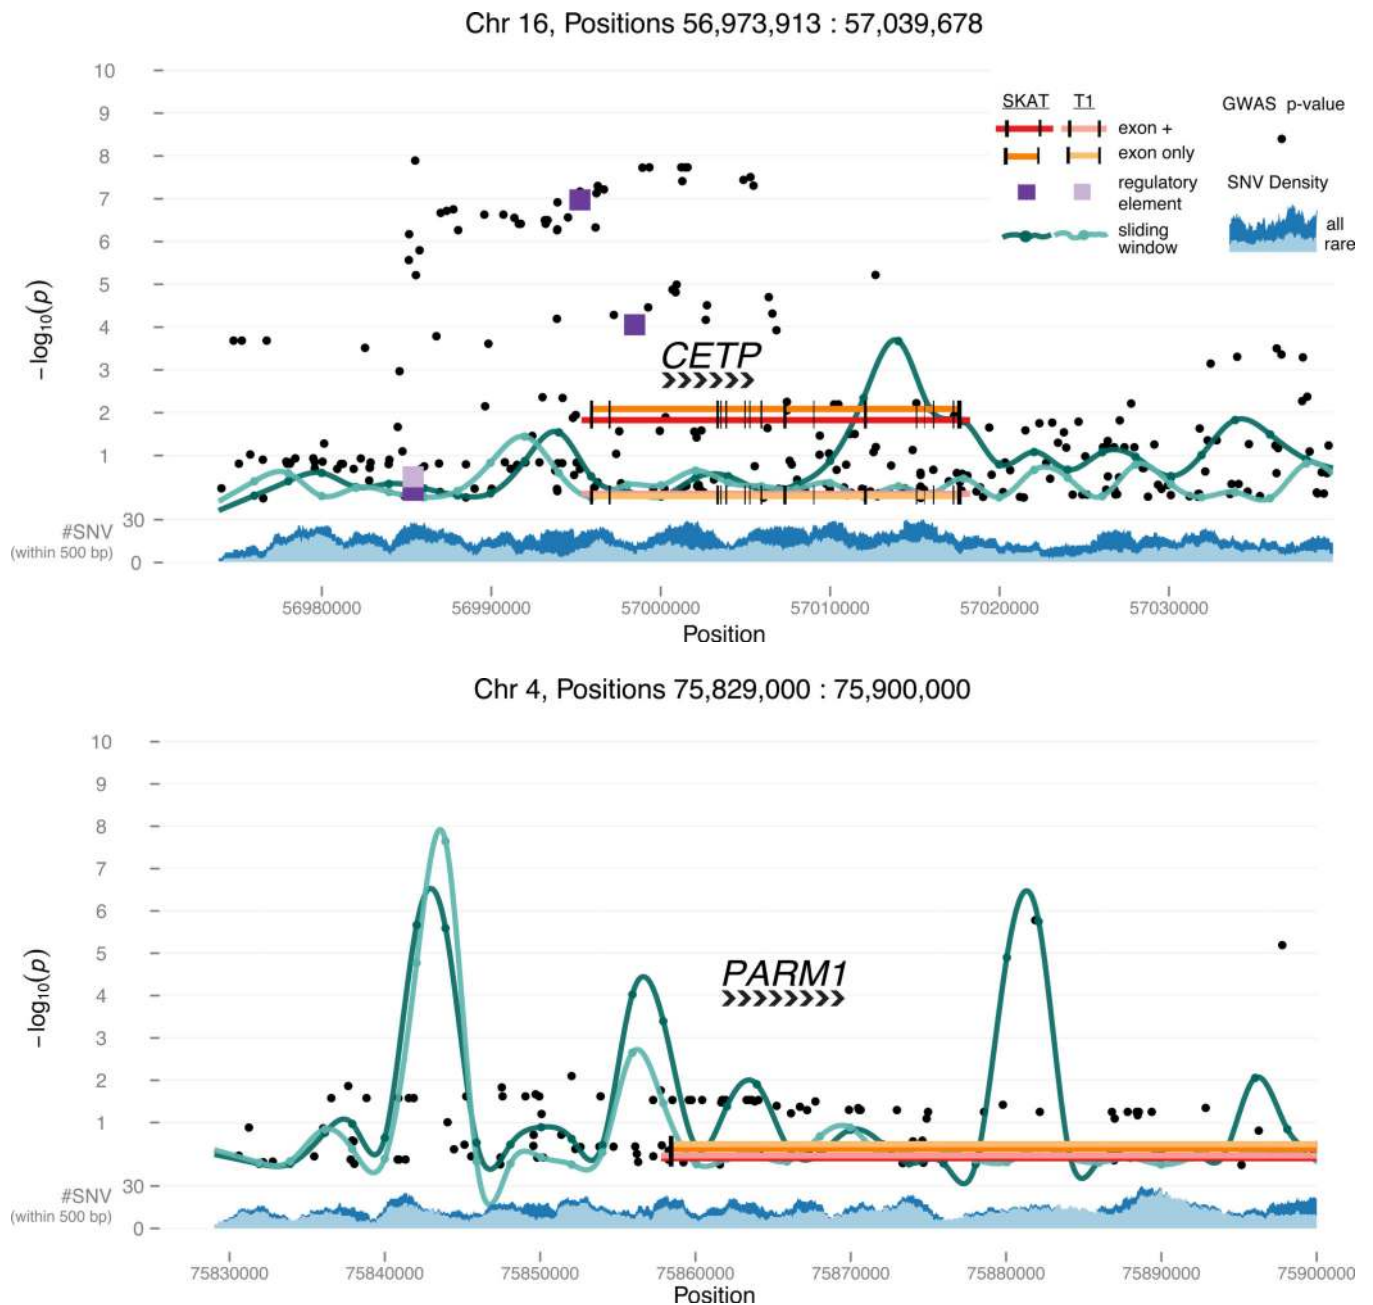 Chr 16, Positions 56,973,913 : 57,039,678
10
9
8
7
6
5
4
3
2
1
−log10(p)
SKAT T1
exon +
exon only
regulatory
element
sliding
window
GWAS p-value
SNV Density
all
rare
CETP
30
#SNV
(within 500 bp)
0
56980000 56990000 57000000 57010000 57020000 57030000
Position
Chr 4, Positions 75,829,000 : 75,900,000
10
9
8
7
6
5
4
3
2
1
−log10(p)
PARM1
30
#SNV
(within 500 bp)
0
75830000 75840000 75850000 75860000 75870000 75880000 75890000 75900000
Position